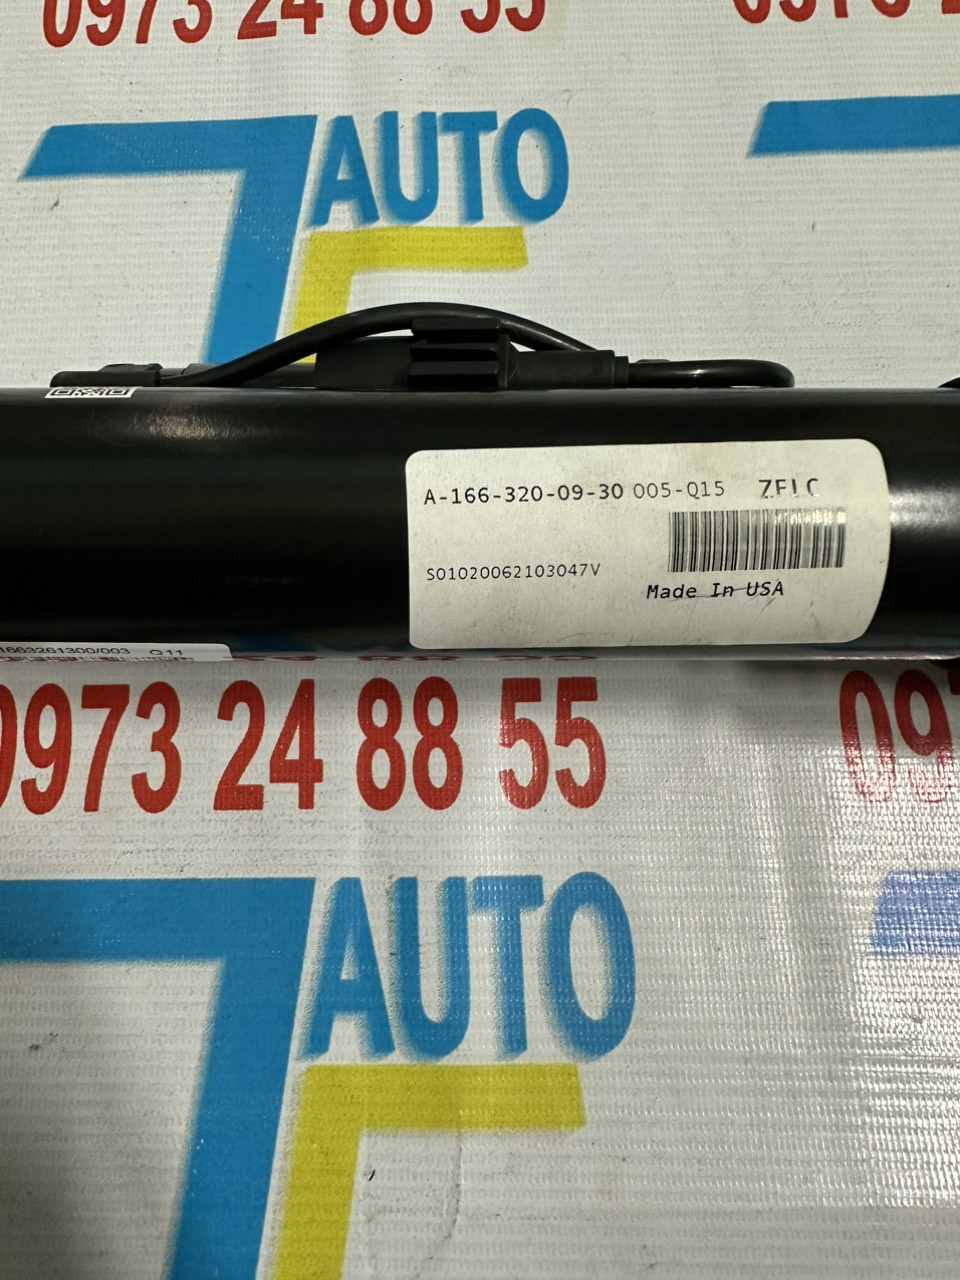 0973 24 88 55
AUTO
A-166-320-09-30 005-Q15 ZFLC
S01020062103047V
Made In USA
1663261300/003 Q11
0973 24 88 55
097
AUTO